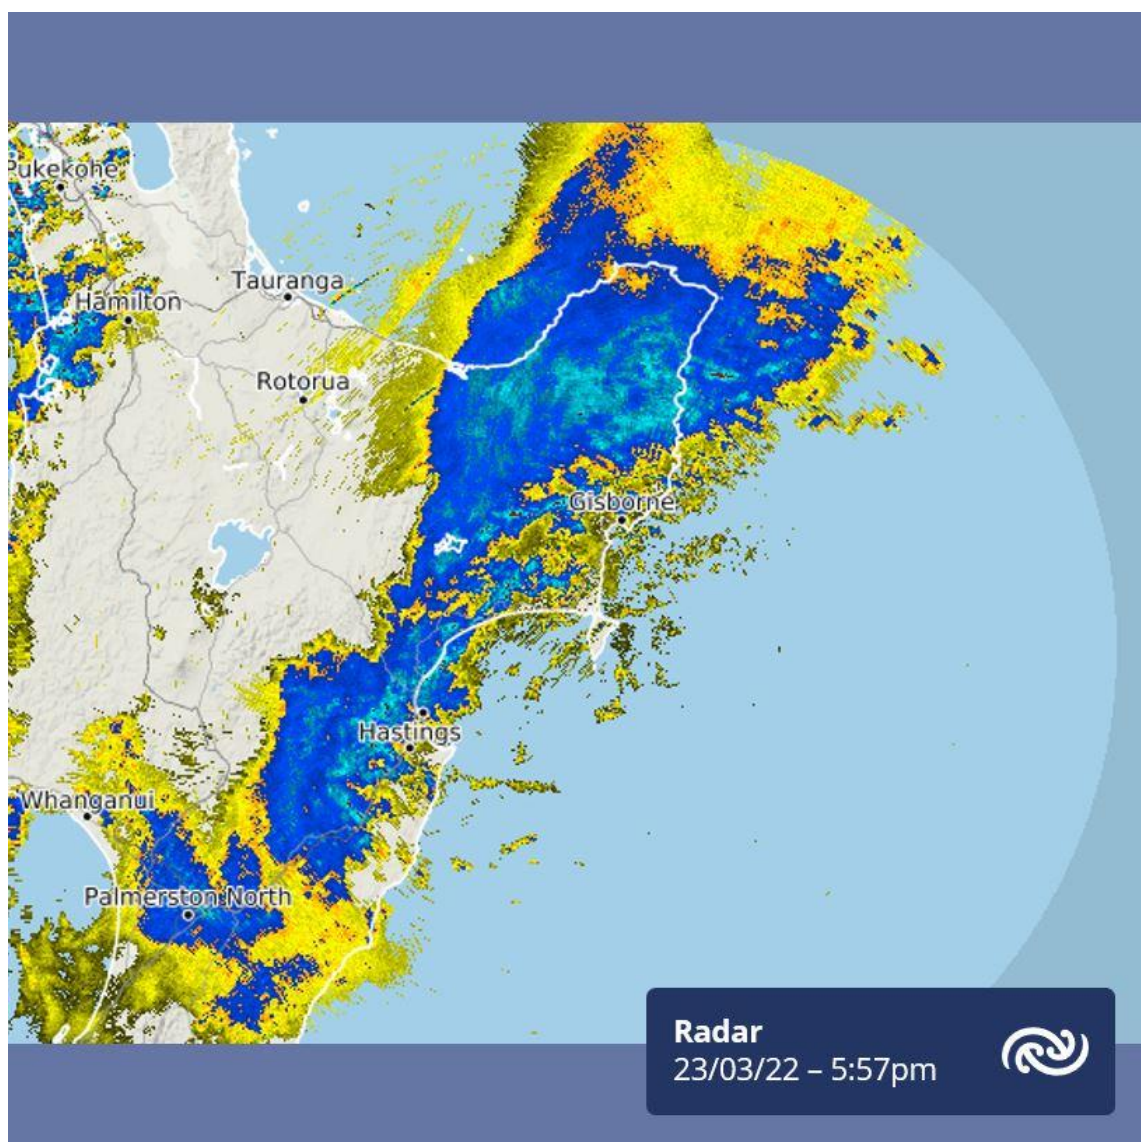 Pukekohe
Tauranga
Hamilton
Rotorua
Gisborne
Hastings
Whanganui
Palmerston North
Radar
23/03/22 – 5:57pm